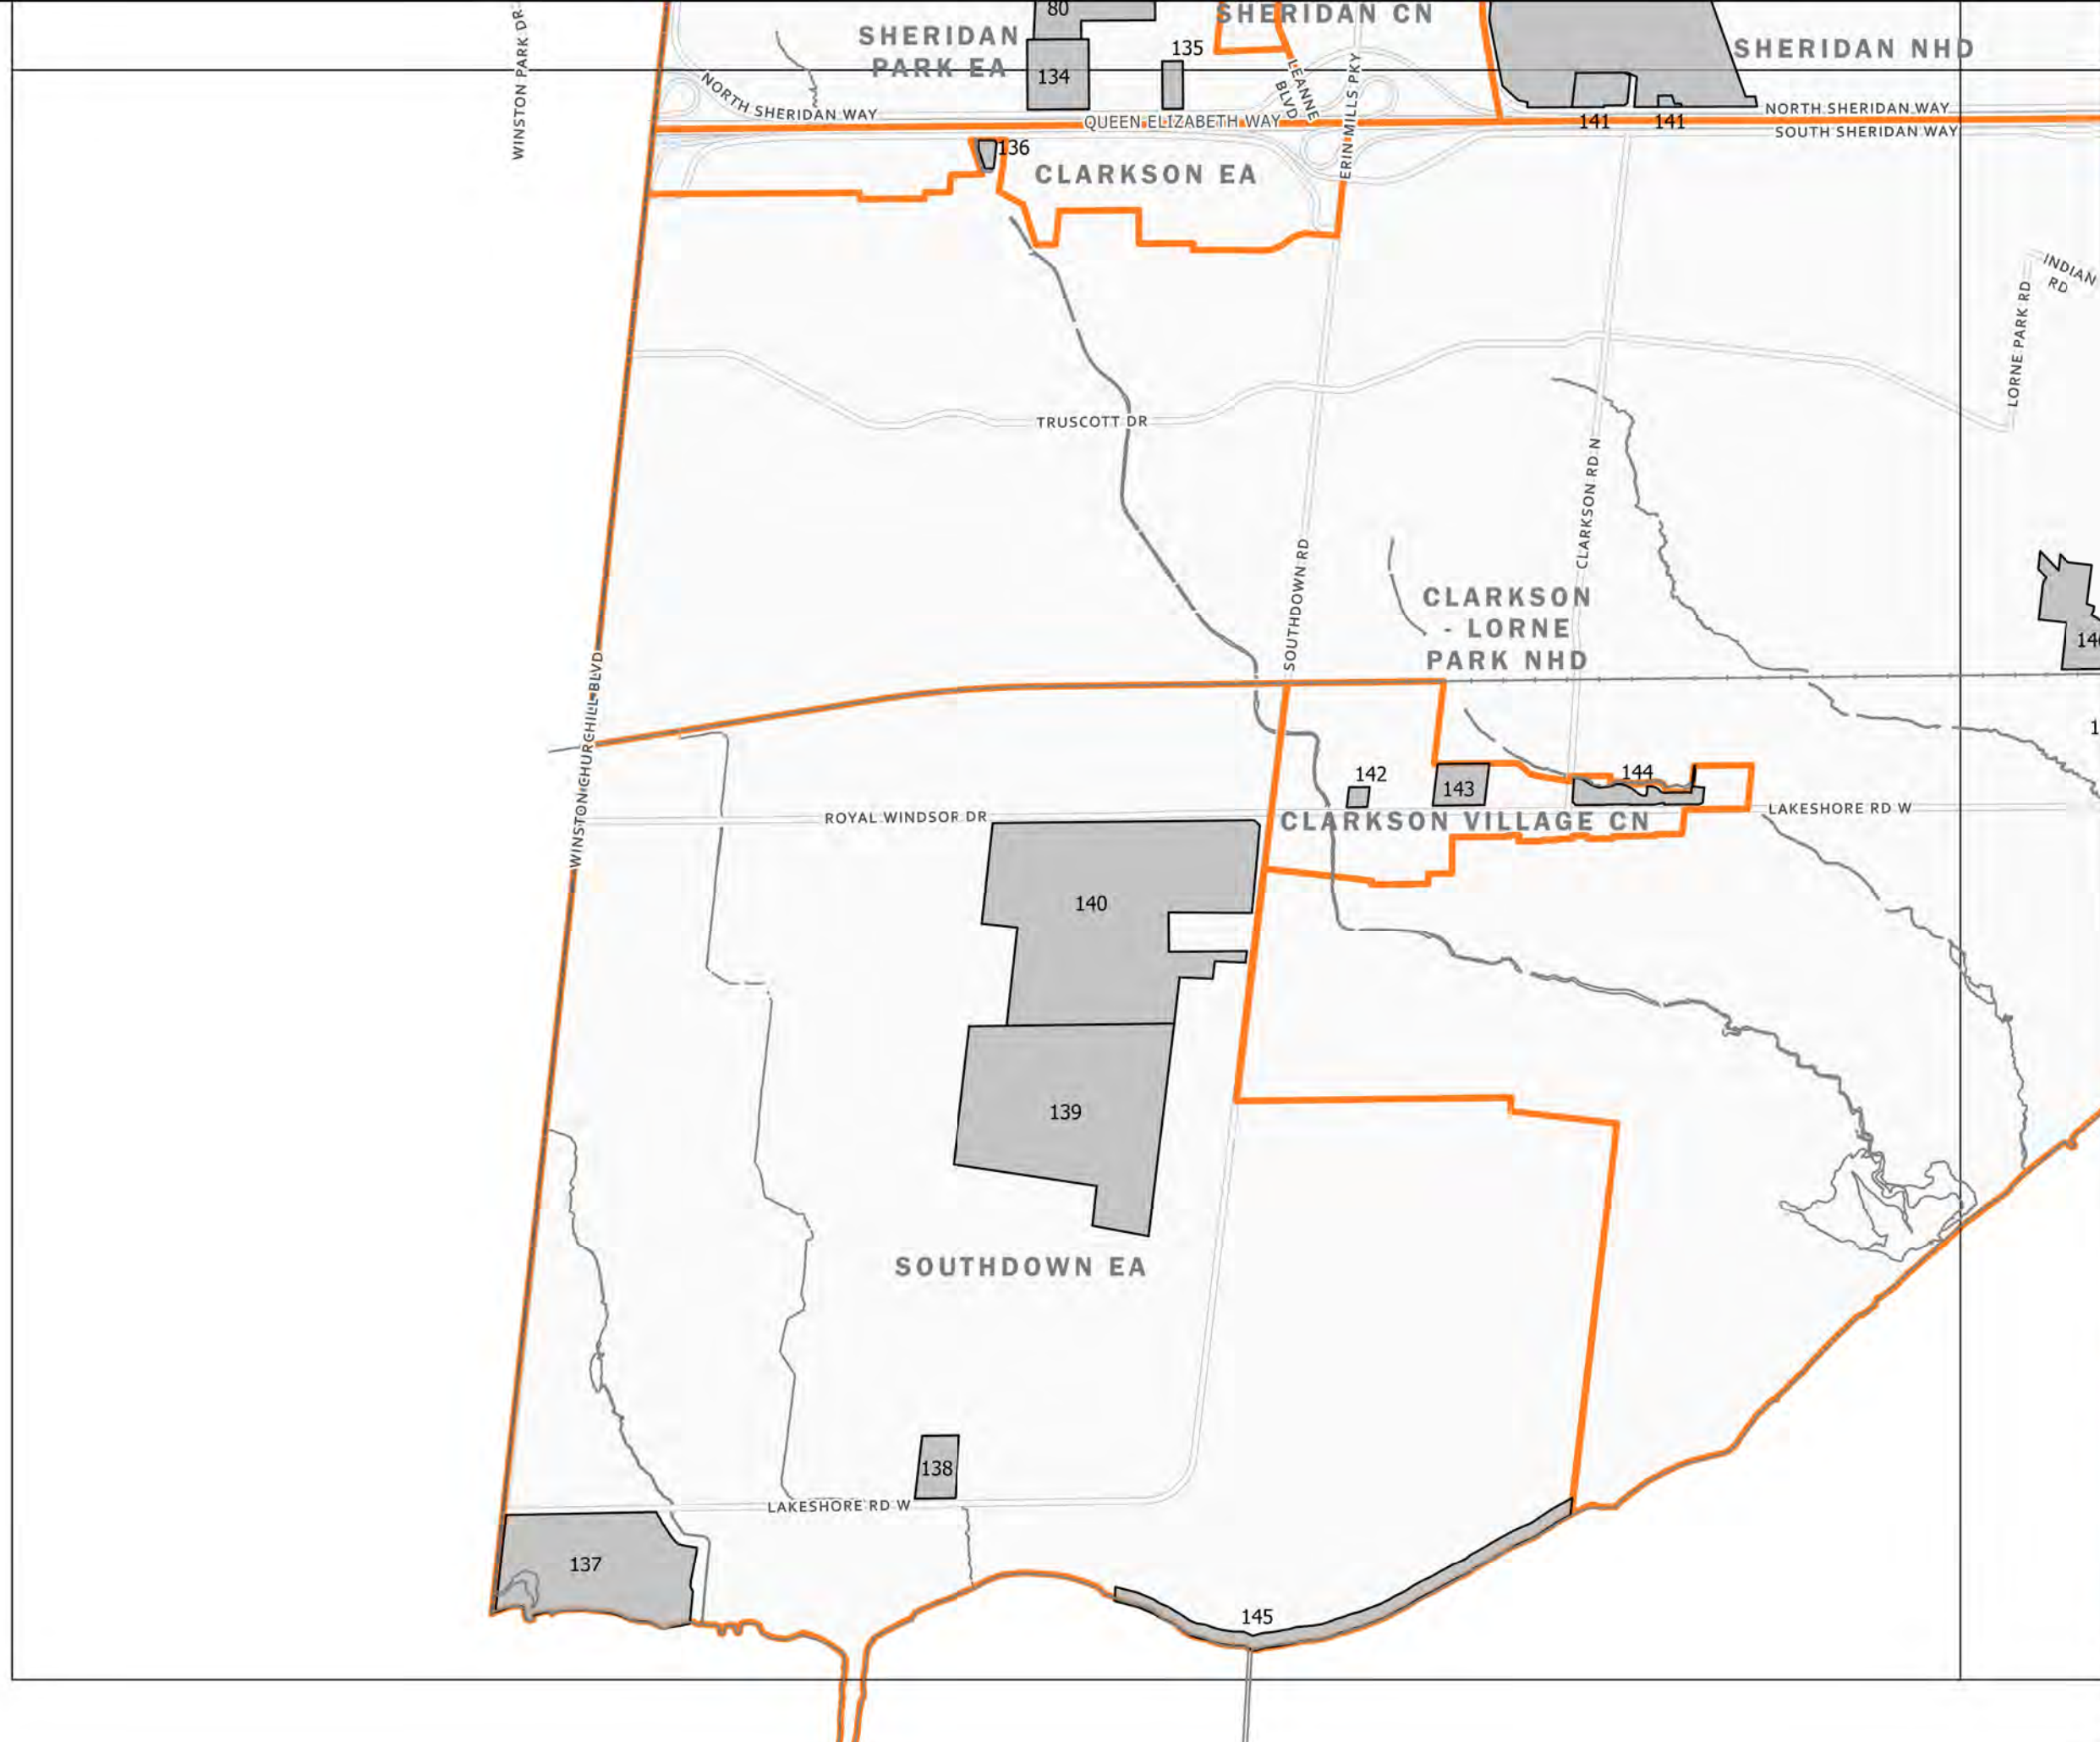 80
SHERIDAN CN
WINSTON PARK DR
SHERIDAN
PARK EA
135
134
SHERIDAN NHD
LEANNE
BLVD
ERIN MILLS PKY
NORTH SHERIDAN WAY
NORTH SHERIDAN WAY
QUEEN ELIZABETH WAY
141
141
SOUTH SHERIDAN WAY
136
CLARKSON EA
INDIAN
RD
LORNE PARK RD
TRUSCOTT DR
CLARKSON RD N
SOUTHDOWN RD
CLARKSON
- LORNE
PARK NHD
WINSTON CHURCHILL BLVD
142
143
144
ROYAL WINDSOR DR
CLARKSON VILLAGE CN
LAKESHORE RD W
140
139
SOUTHDOWN EA
138
LAKESHORE RD W
137
145